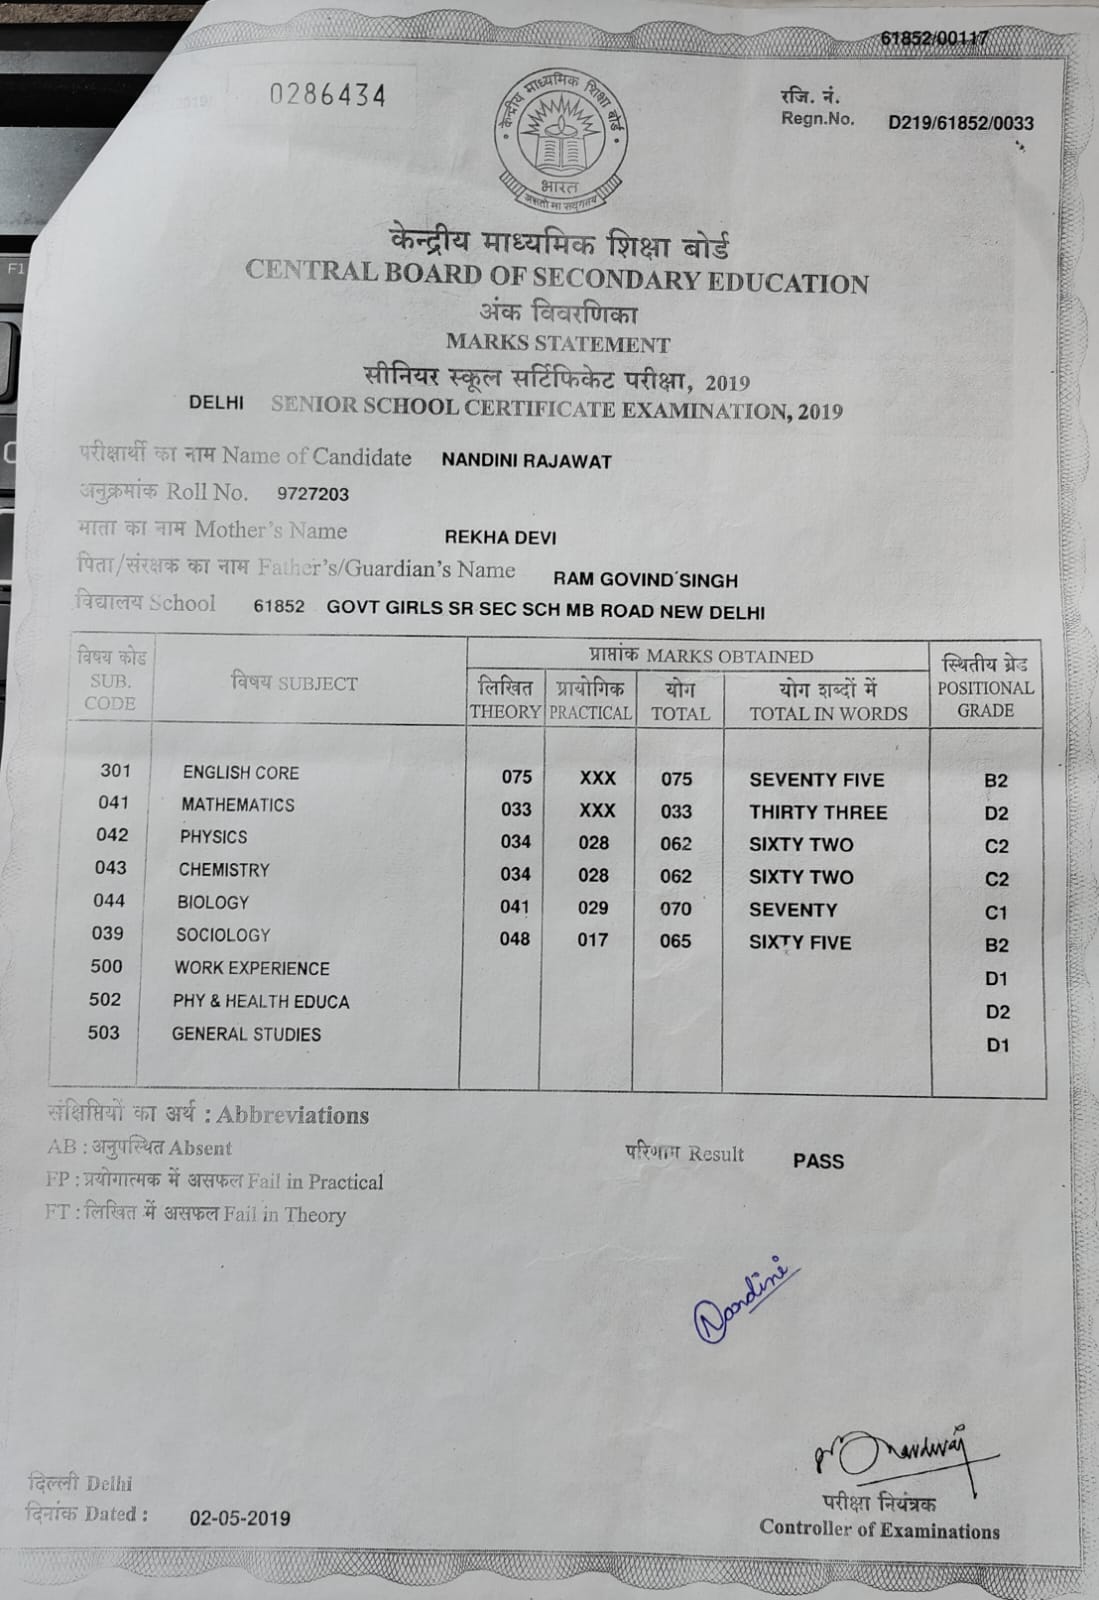 61852/00117
0286434
रजि. नं.
Regn.No. D219/61852/0033
केन्द्रीय माध्यमिक शिक्षा बोर्ड
भारत
असतो मा सद्गमय
केन्द्रीय माध्यमिक शिक्षा बोर्ड
CENTRAL BOARD OF SECONDARY EDUCATION
अंक विवरणिका
MARKS STATEMENT
सीनियर स्कूल सर्टिफिकेट परीक्षा, 2019
DELHI SENIOR SCHOOL CERTIFICATE EXAMINATION, 2019
परीक्षार्थी का नाम Name of Candidate NANDINI RAJAWAT
अनुक्रमांक Roll No. 9727203
माता का नाम Mother's Name REKHA DEVI
पिता/संरक्षक का नाम Father's/Guardian's Name RAM GOVIND SINGH
विद्यालय School 61852 GOVT GIRLS SR SEC SCH MB ROAD NEW DELHI
विषय कोड SUB. CODE
विषय SUBJECT
प्राप्तांक MARKS OBTAINED
लिखित THEORY
प्रायोगिक PRACTICAL
योग TOTAL
योग शब्दों में TOTAL IN WORDS
स्थितीय ग्रेड POSITIONAL GRADE
301 ENGLISH CORE 075 XXX 075 SEVENTY FIVE B2
041 MATHEMATICS 033 XXX 033 THIRTY THREE D2
042 PHYSICS 034 028 062 SIXTY TWO C2
043 CHEMISTRY 034 028 062 SIXTY TWO C2
044 BIOLOGY 041 029 070 SEVENTY C1
039 SOCIOLOGY 048 017 065 SIXTY FIVE B2
500 WORK EXPERIENCE D1
502 PHY & HEALTH EDUCA D2
503 GENERAL STUDIES D1
संक्षिप्तियों का अर्थ : Abbreviations
AB : अनुपस्थित Absent
परिणाम Result PASS
FP : प्रयोगात्मक में असफल Fail in Practical
FT : लिखित में असफल Fail in Theory
Nandini
दिल्ली Delhi
दिनांक Dated : 02-05-2019
परीक्षा नियंत्रक
Controller of Examinations
F1